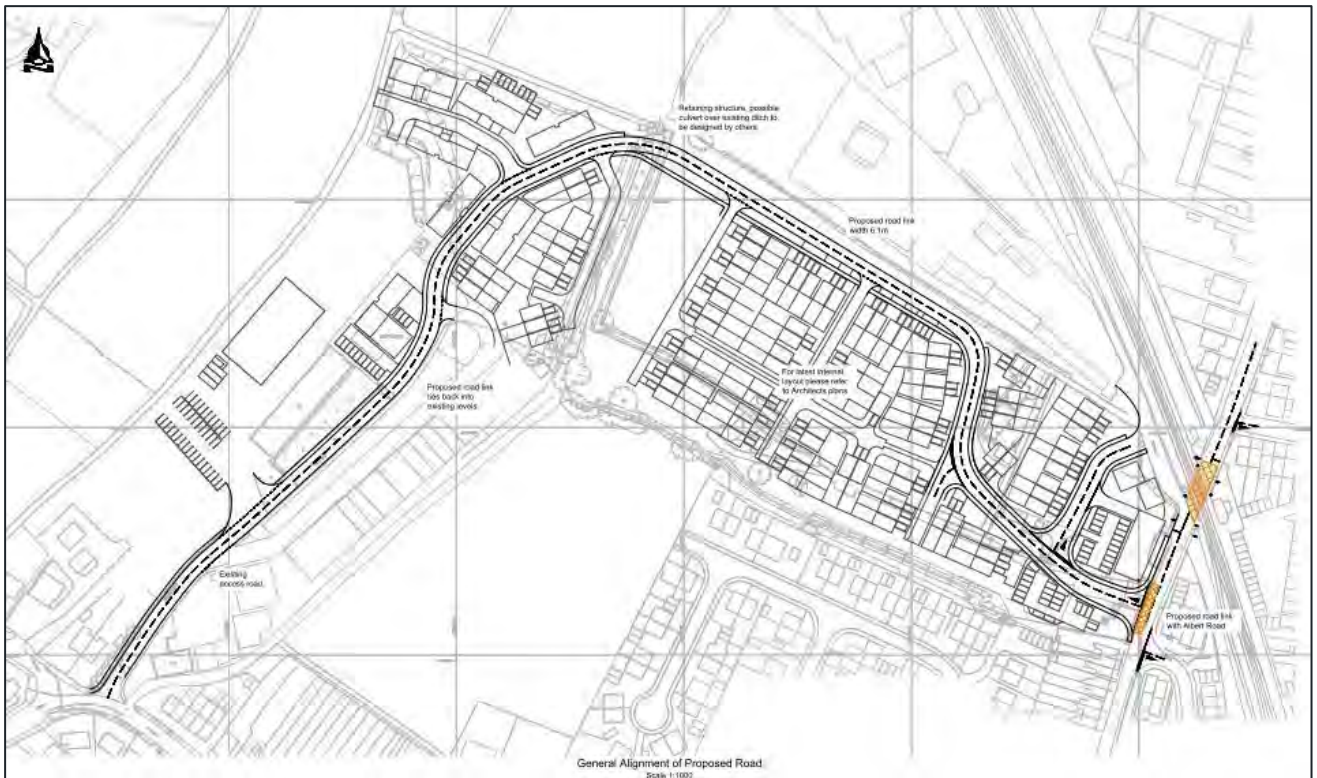 Retaining structure, possible
culvert over existing ditch to
be designed by others
Proposed road link
width 6.1m
For latest internal
layout please refer
to Architects plans
Proposed road link
ties back into
existing levels
Existing
access road
Proposed road link
with Albert Road
General Alignment of Proposed Road
Scale 1:1000